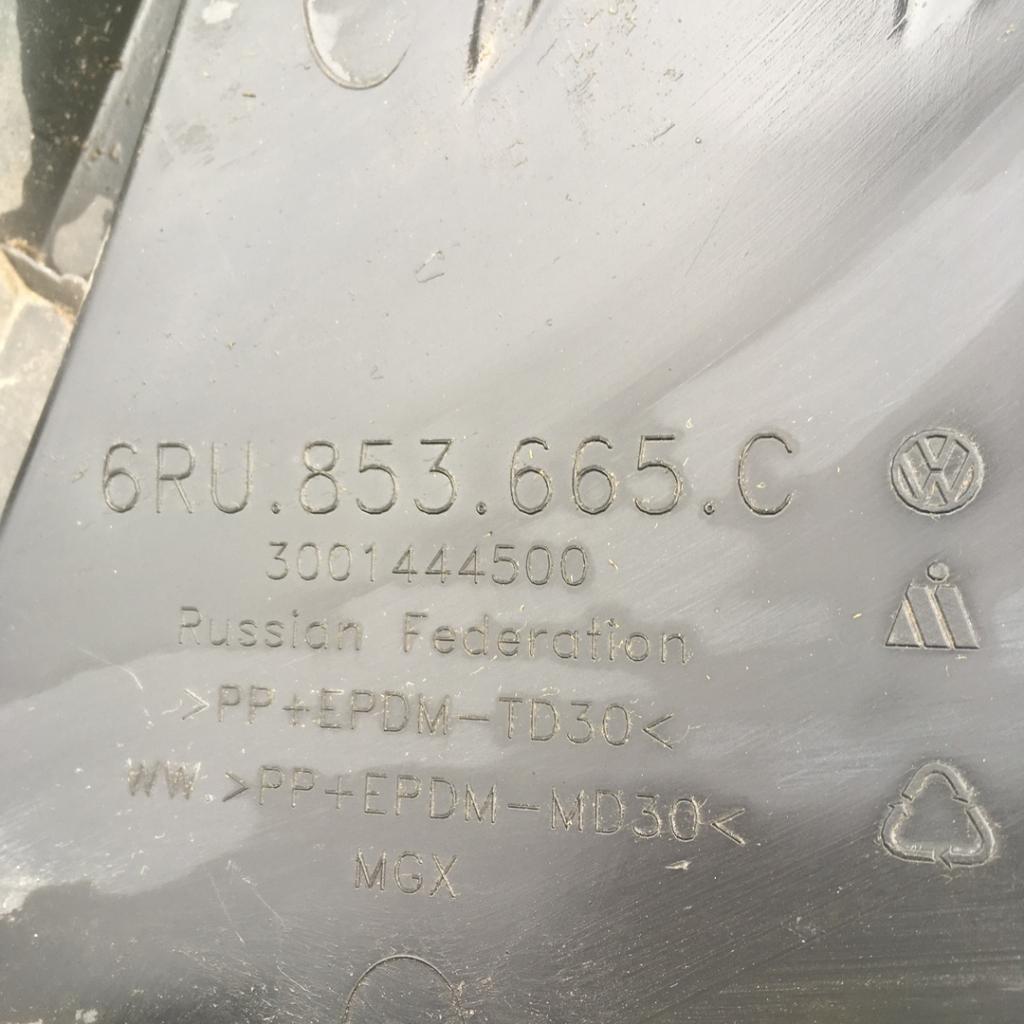 6RU.853.665.C
3001444500
Russian Federation
>PP+EPDM-TD30<
WW >PP+EPDM-MD30<
MGX